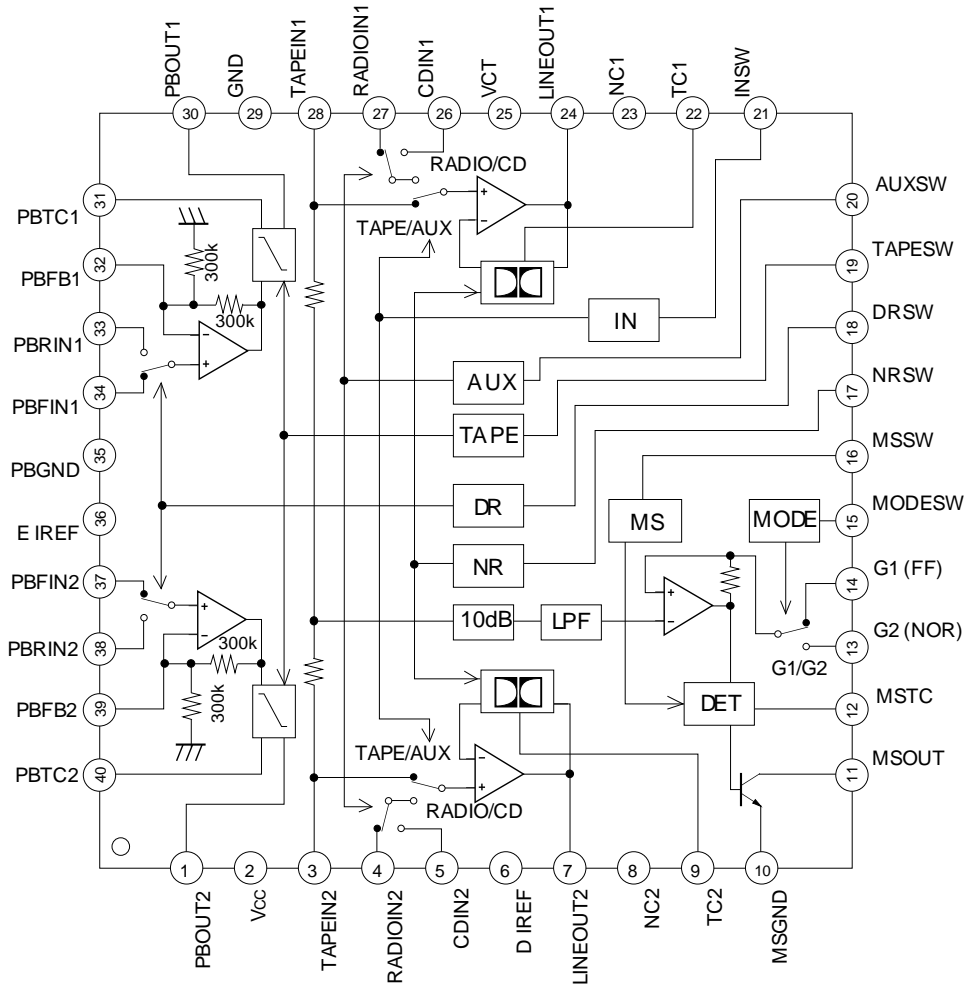 PBOUT1
GND
TAPEIN1
RADIOIN1
CDIN1
VCT
LINEOUT1
NC1
TC1
INSW
30
29
28
27
26
25
24
23
22
21
31
PBTC1
32
PBFB1
33
PBRIN1
34
PBFIN1
35
PBGND
36
E IREF
37
PBFIN2
38
PBRIN2
39
PBFB2
40
PBTC2
20
AUXSW
19
TAPESW
18
DRSW
17
NRSW
16
MSSW
15
MODESW
14
G1 (FF)
13
G2 (NOR)
12
MSTC
11
MSOUT
RADIO/CD
+
−
TAPE/AUX
300k
300k
−
+
IN
AUX
TAPE
DR
NR
MS
MODE
10dB
LPF
+
−
G1/G2
DET
+
−
300k
300k
TAPE/AUX
−
+
RADIO/CD
1
2
3
4
5
6
7
8
9
10
PBOUT2
Vcc
TAPEIN2
RADIOIN2
CDIN2
D IREF
LINEOUT2
NC2
TC2
MSGND